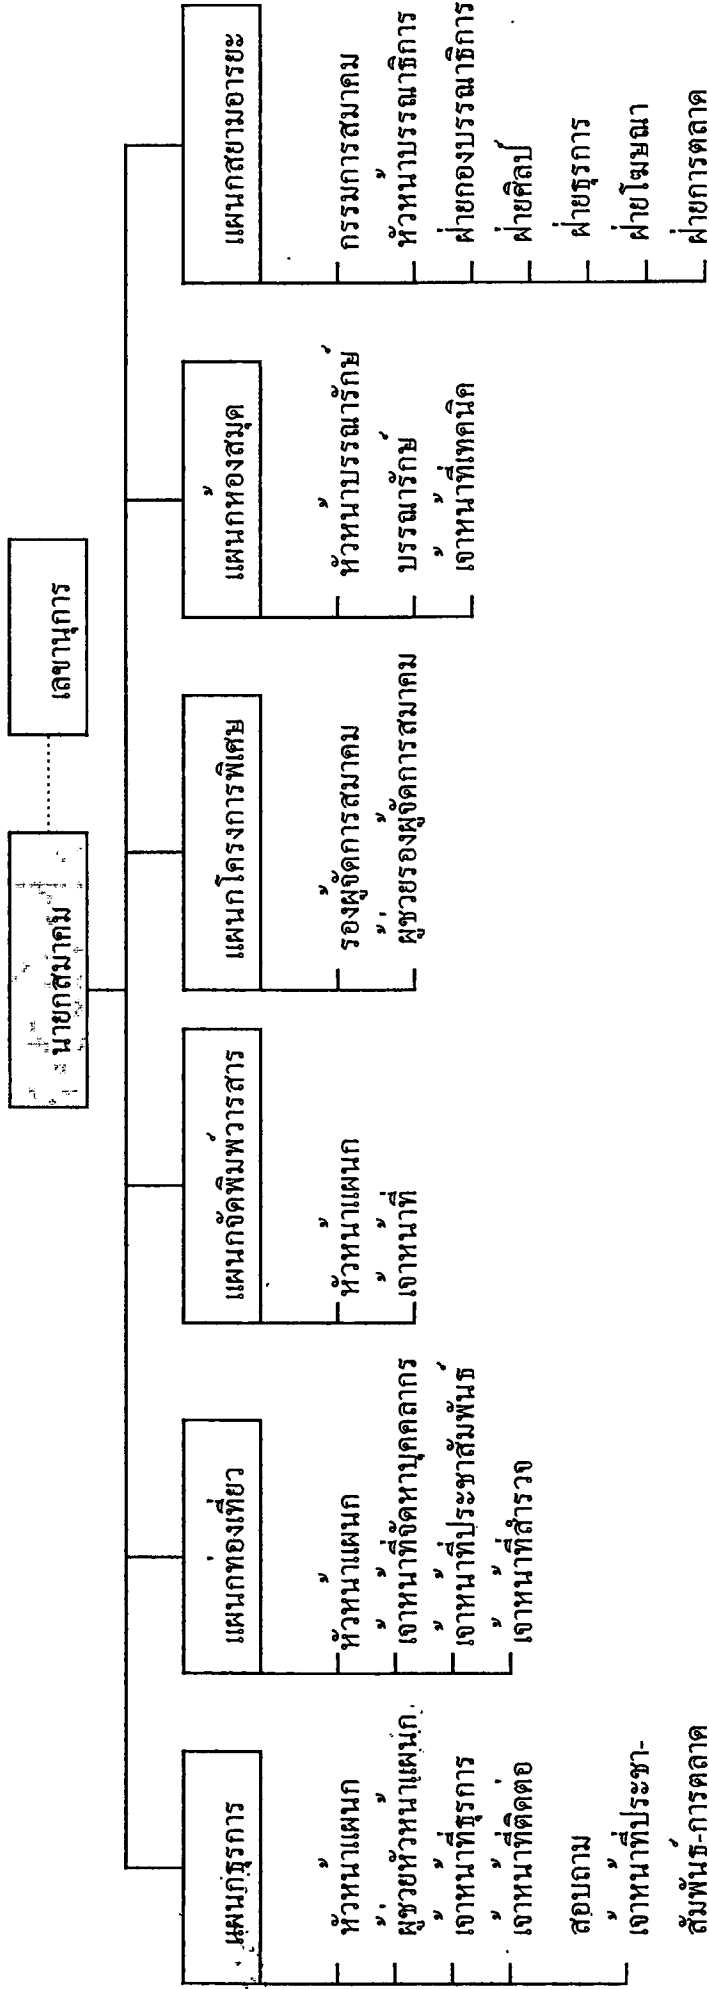 นายกสมาคม
เลขานุการ
แผนกธุรการ
หัวหน้าแผนก
ผู้ช่วยหัวหน้าแผนก
เจ้าหน้าที่ธุรการ
เจ้าหน้าที่ติดต่อ
สอบถาม
เจ้าหน้าที่ประชา-
สัมพันธ์-การตลาด
แผนกท่องเที่ยว
หัวหน้าแผนก
เจ้าหน้าที่จัดหาบุคคลากร
เจ้าหน้าที่ประชาสัมพันธ์
เจ้าหน้าที่สำรวจ
แผนกจัดพิมพ์วารสาร
หัวหน้าแผนก
เจ้าหน้าที่
แผนกโครงการพิเศษ
รองผู้จัดการสมาคม
ผู้ช่วยรองผู้จัดการสมาคม
แผนกห้องสมุด
หัวหน้าบรรณารักษ์
บรรณารักษ์
เจ้าหน้าที่เทคนิค
แผนกสยามอารยะ
กรรมการสมาคม
หัวหน้าบรรณาธิการ
ฝ่ายกองบรรณาธิการ
ฝ่ายศิลป์
ฝ่ายธุรการ
ฝ่ายโฆษณา
ฝ่ายการตลาด